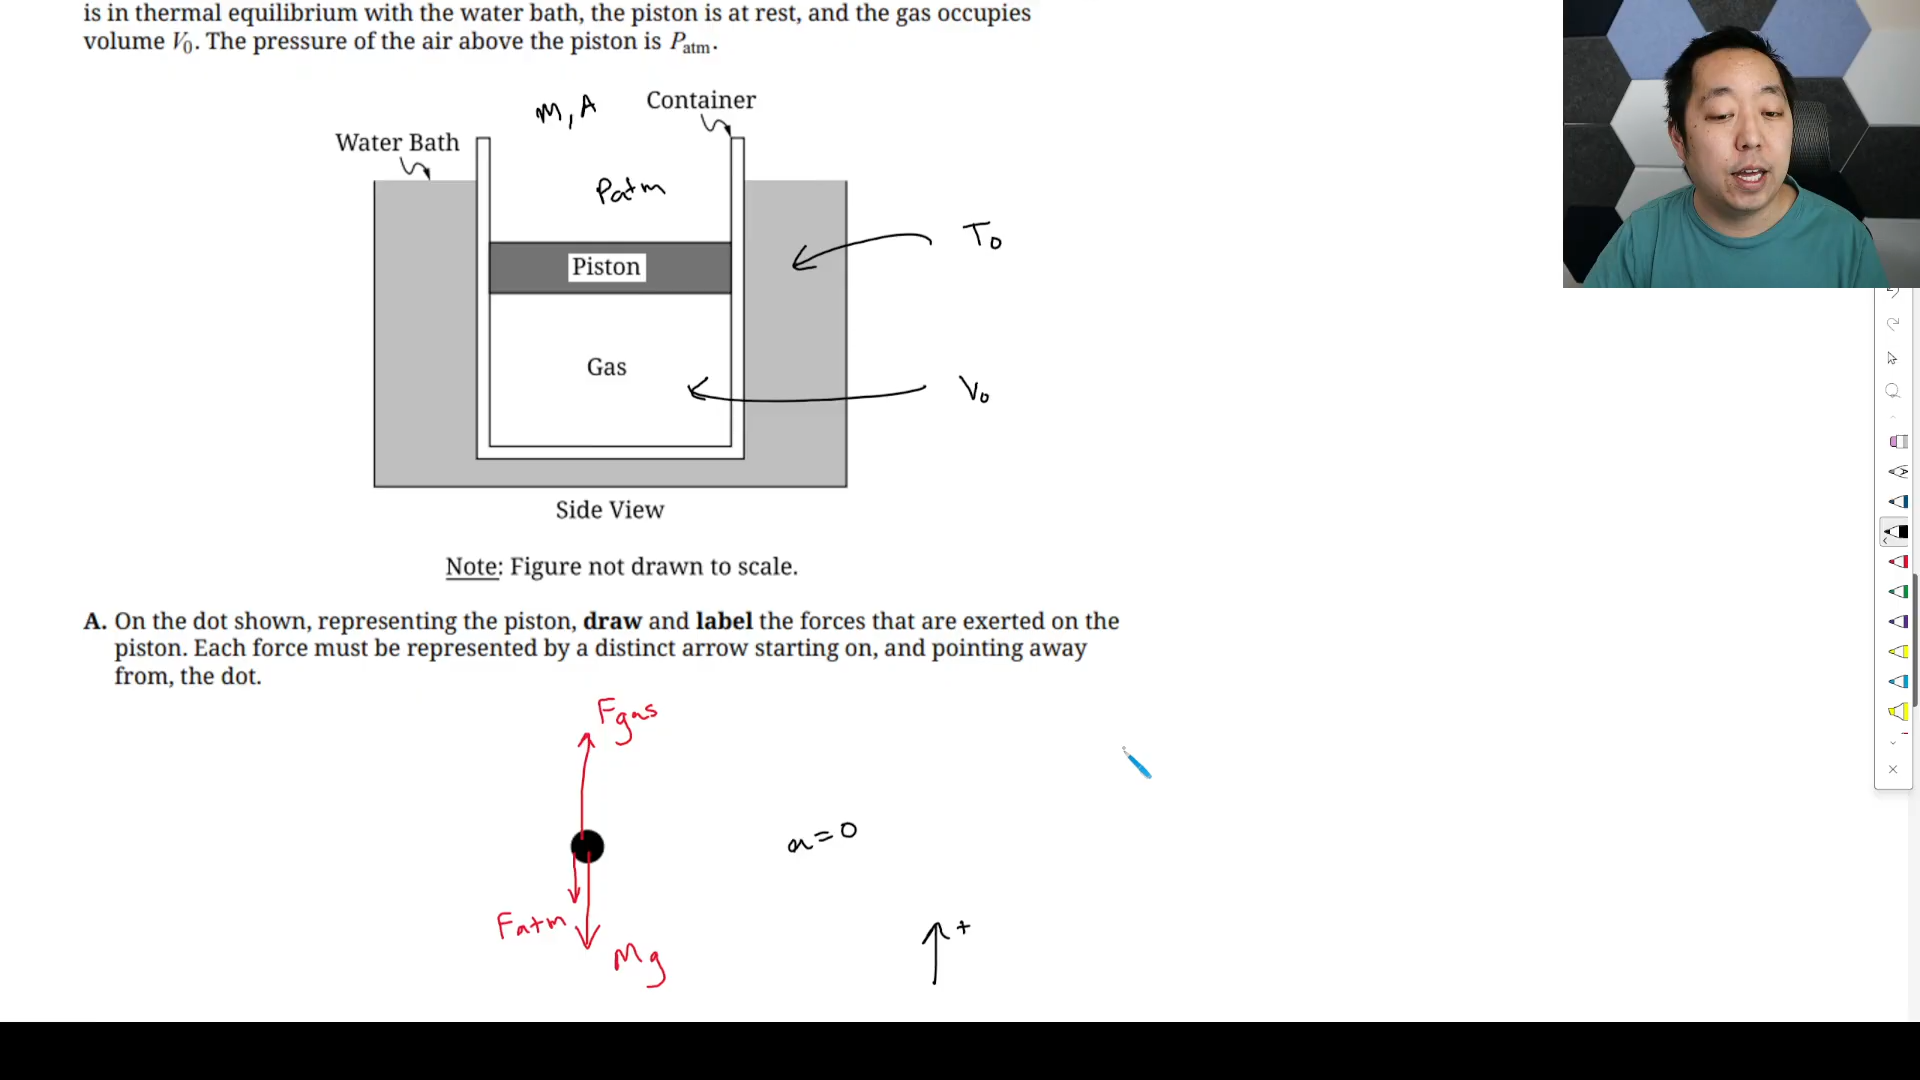 is in thermal equilibrium with the water bath, the piston is at rest, and the gas occupies
volume V₀. The pressure of the air above the piston is Pₐₜₘ.
M, A
Container
Water Bath
Patm
T₀
Piston
Gas
V₀
Side View
Note: Figure not drawn to scale.
A. On the dot shown, representing the piston, draw and label the forces that are exerted on the
piston. Each force must be represented by a distinct arrow starting on, and pointing away
from, the dot.
Fgas
a=0
Fatm
Mg
+